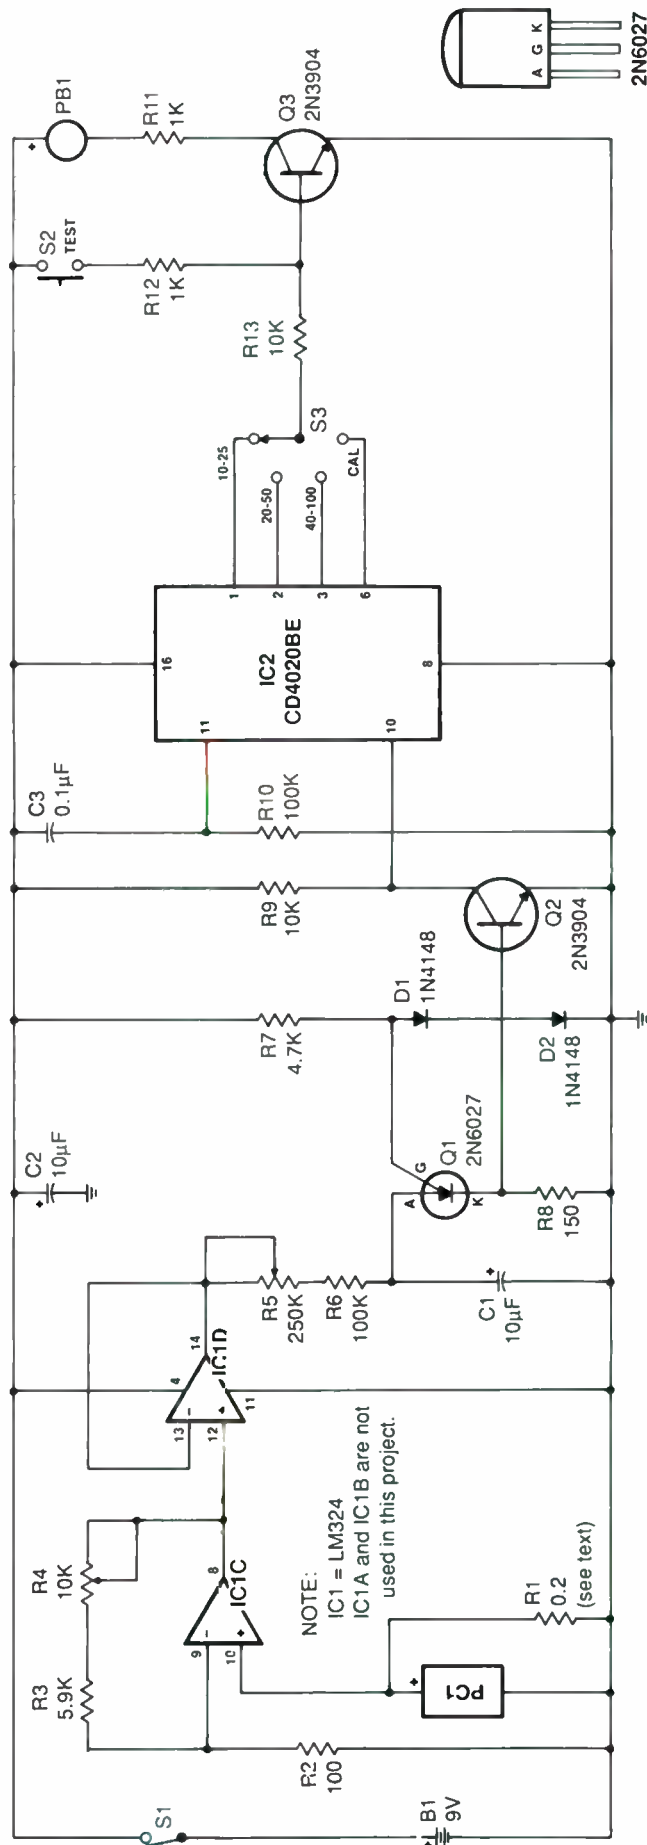 S1
B1
9V
R3
5.9K
R4
10K
R2
100
9
10
8
IC1C
PC1
+
R1
0.2
(see text)
NOTE:
IC1 = LM324
IC1A and IC1B are not
used in this project.
13
12
4
11
14
IC1D
R5
250K
R6
100K
C1
10µF
+
C2
10µF
+
A
G
K
Q1
2N6027
R8
150
R7
4.7K
D1
1N4148
D2
1N4148
Q2
2N3904
R9
10K
C3
0.1µF
R10
100K
11
10
16
8
IC2
CD4020BE
1
2
3
6
10-25
20-50
40-100
CAL
S3
R13
10K
S2
TEST
R12
1K
PB1
+
R11
1K
Q3
2N3904
A G K
2N6027